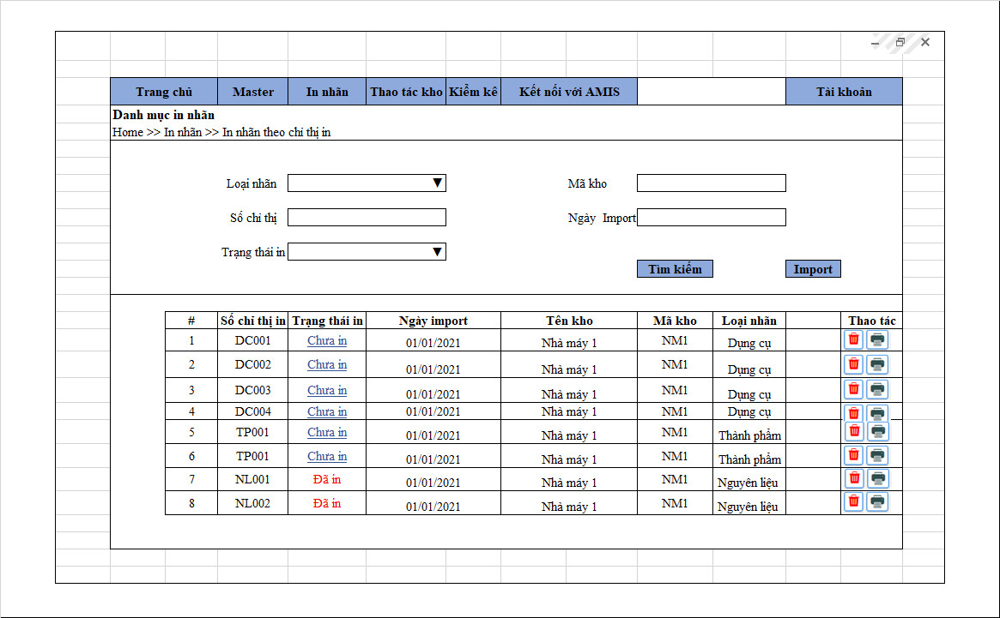 Trang chủ Master In nhãn Thao tác kho Kiểm kê Kết nối với AMIS Tài khoản
Danh mục in nhãn
Home >> In nhãn >> In nhãn theo chỉ thị in
Loại nhãn Mã kho
Số chỉ thị Ngày Import
Trạng thái in
Tìm kiếm Import
# Số chỉ thị in Trạng thái in Ngày import Tên kho Mã kho Loại nhãn Thao tác
1 DC001 Chưa in 01/01/2021 Nhà máy 1 NM1 Dụng cụ
2 DC002 Chưa in 01/01/2021 Nhà máy 1 NM1 Dụng cụ
3 DC003 Chưa in 01/01/2021 Nhà máy 1 NM1 Dụng cụ
4 DC004 Chưa in 01/01/2021 Nhà máy 1 NM1 Dụng cụ
5 TP001 Chưa in 01/01/2021 Nhà máy 1 NM1 Thành phẩm
6 TP001 Chưa in 01/01/2021 Nhà máy 1 NM1 Thành phẩm
7 NL001 Đã in 01/01/2021 Nhà máy 1 NM1 Nguyên liệu
8 NL002 Đã in 01/01/2021 Nhà máy 1 NM1 Nguyên liệu